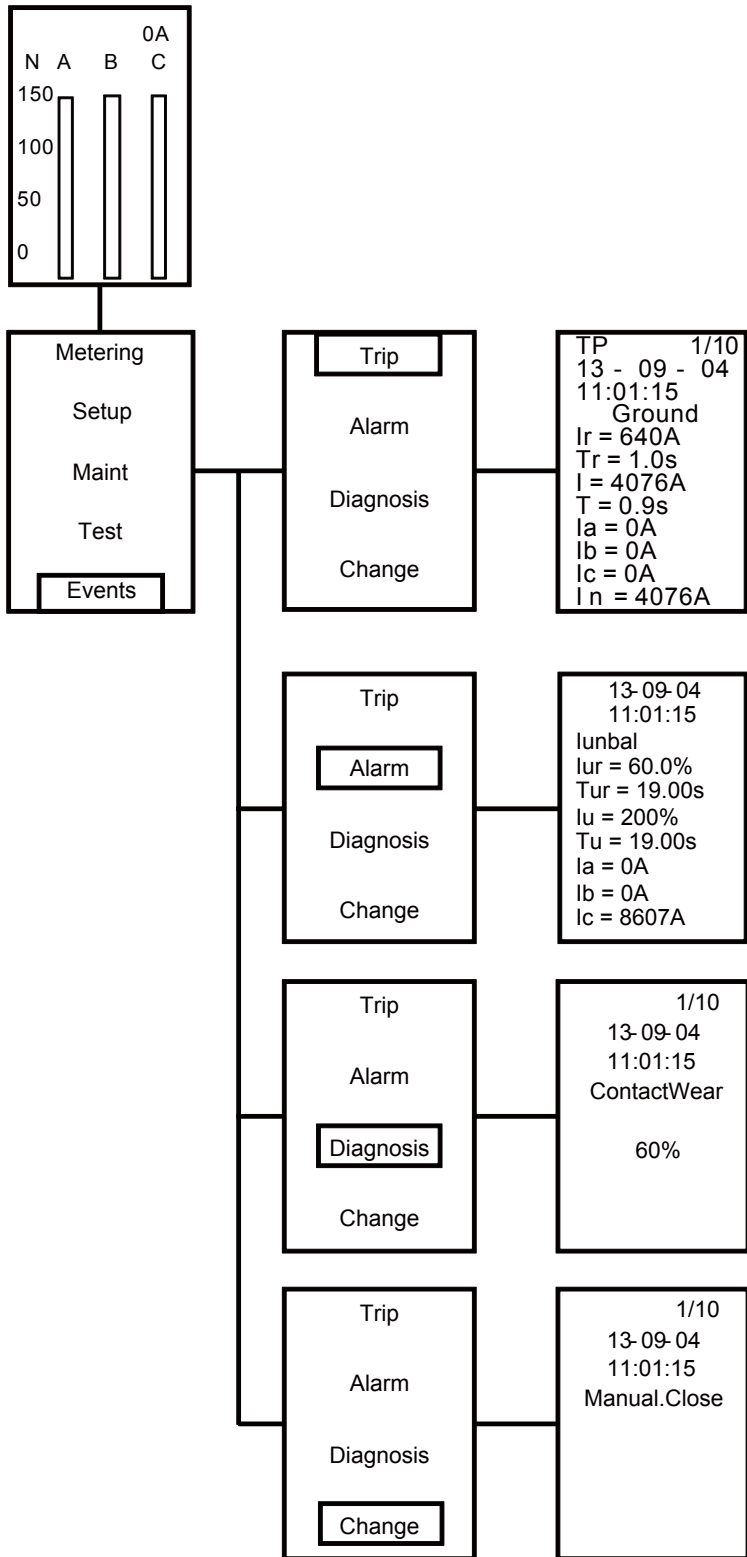 0A
N A B C
150
100
50
0
Metering
Setup
Maint
Test
Events
Trip
Alarm
Diagnosis
Change
TP 1/10
13 - 09 - 04
11:01:15
Ground
Ir = 640A
Tr = 1.0s
I = 4076A
T = 0.9s
Ia = 0A
Ib = 0A
Ic = 0A
I n = 4076A
Trip
Alarm
Diagnosis
Change
13-09-04
11:01:15
Iunbal
Iur = 60.0%
Tur = 19.00s
Iu = 200%
Tu = 19.00s
Ia = 0A
Ib = 0A
Ic = 8607A
Trip
Alarm
Diagnosis
Change
1/10
13-09-04
11:01:15
ContactWear
60%
Trip
Alarm
Diagnosis
Change
1/10
13-09-04
11:01:15
Manual.Close